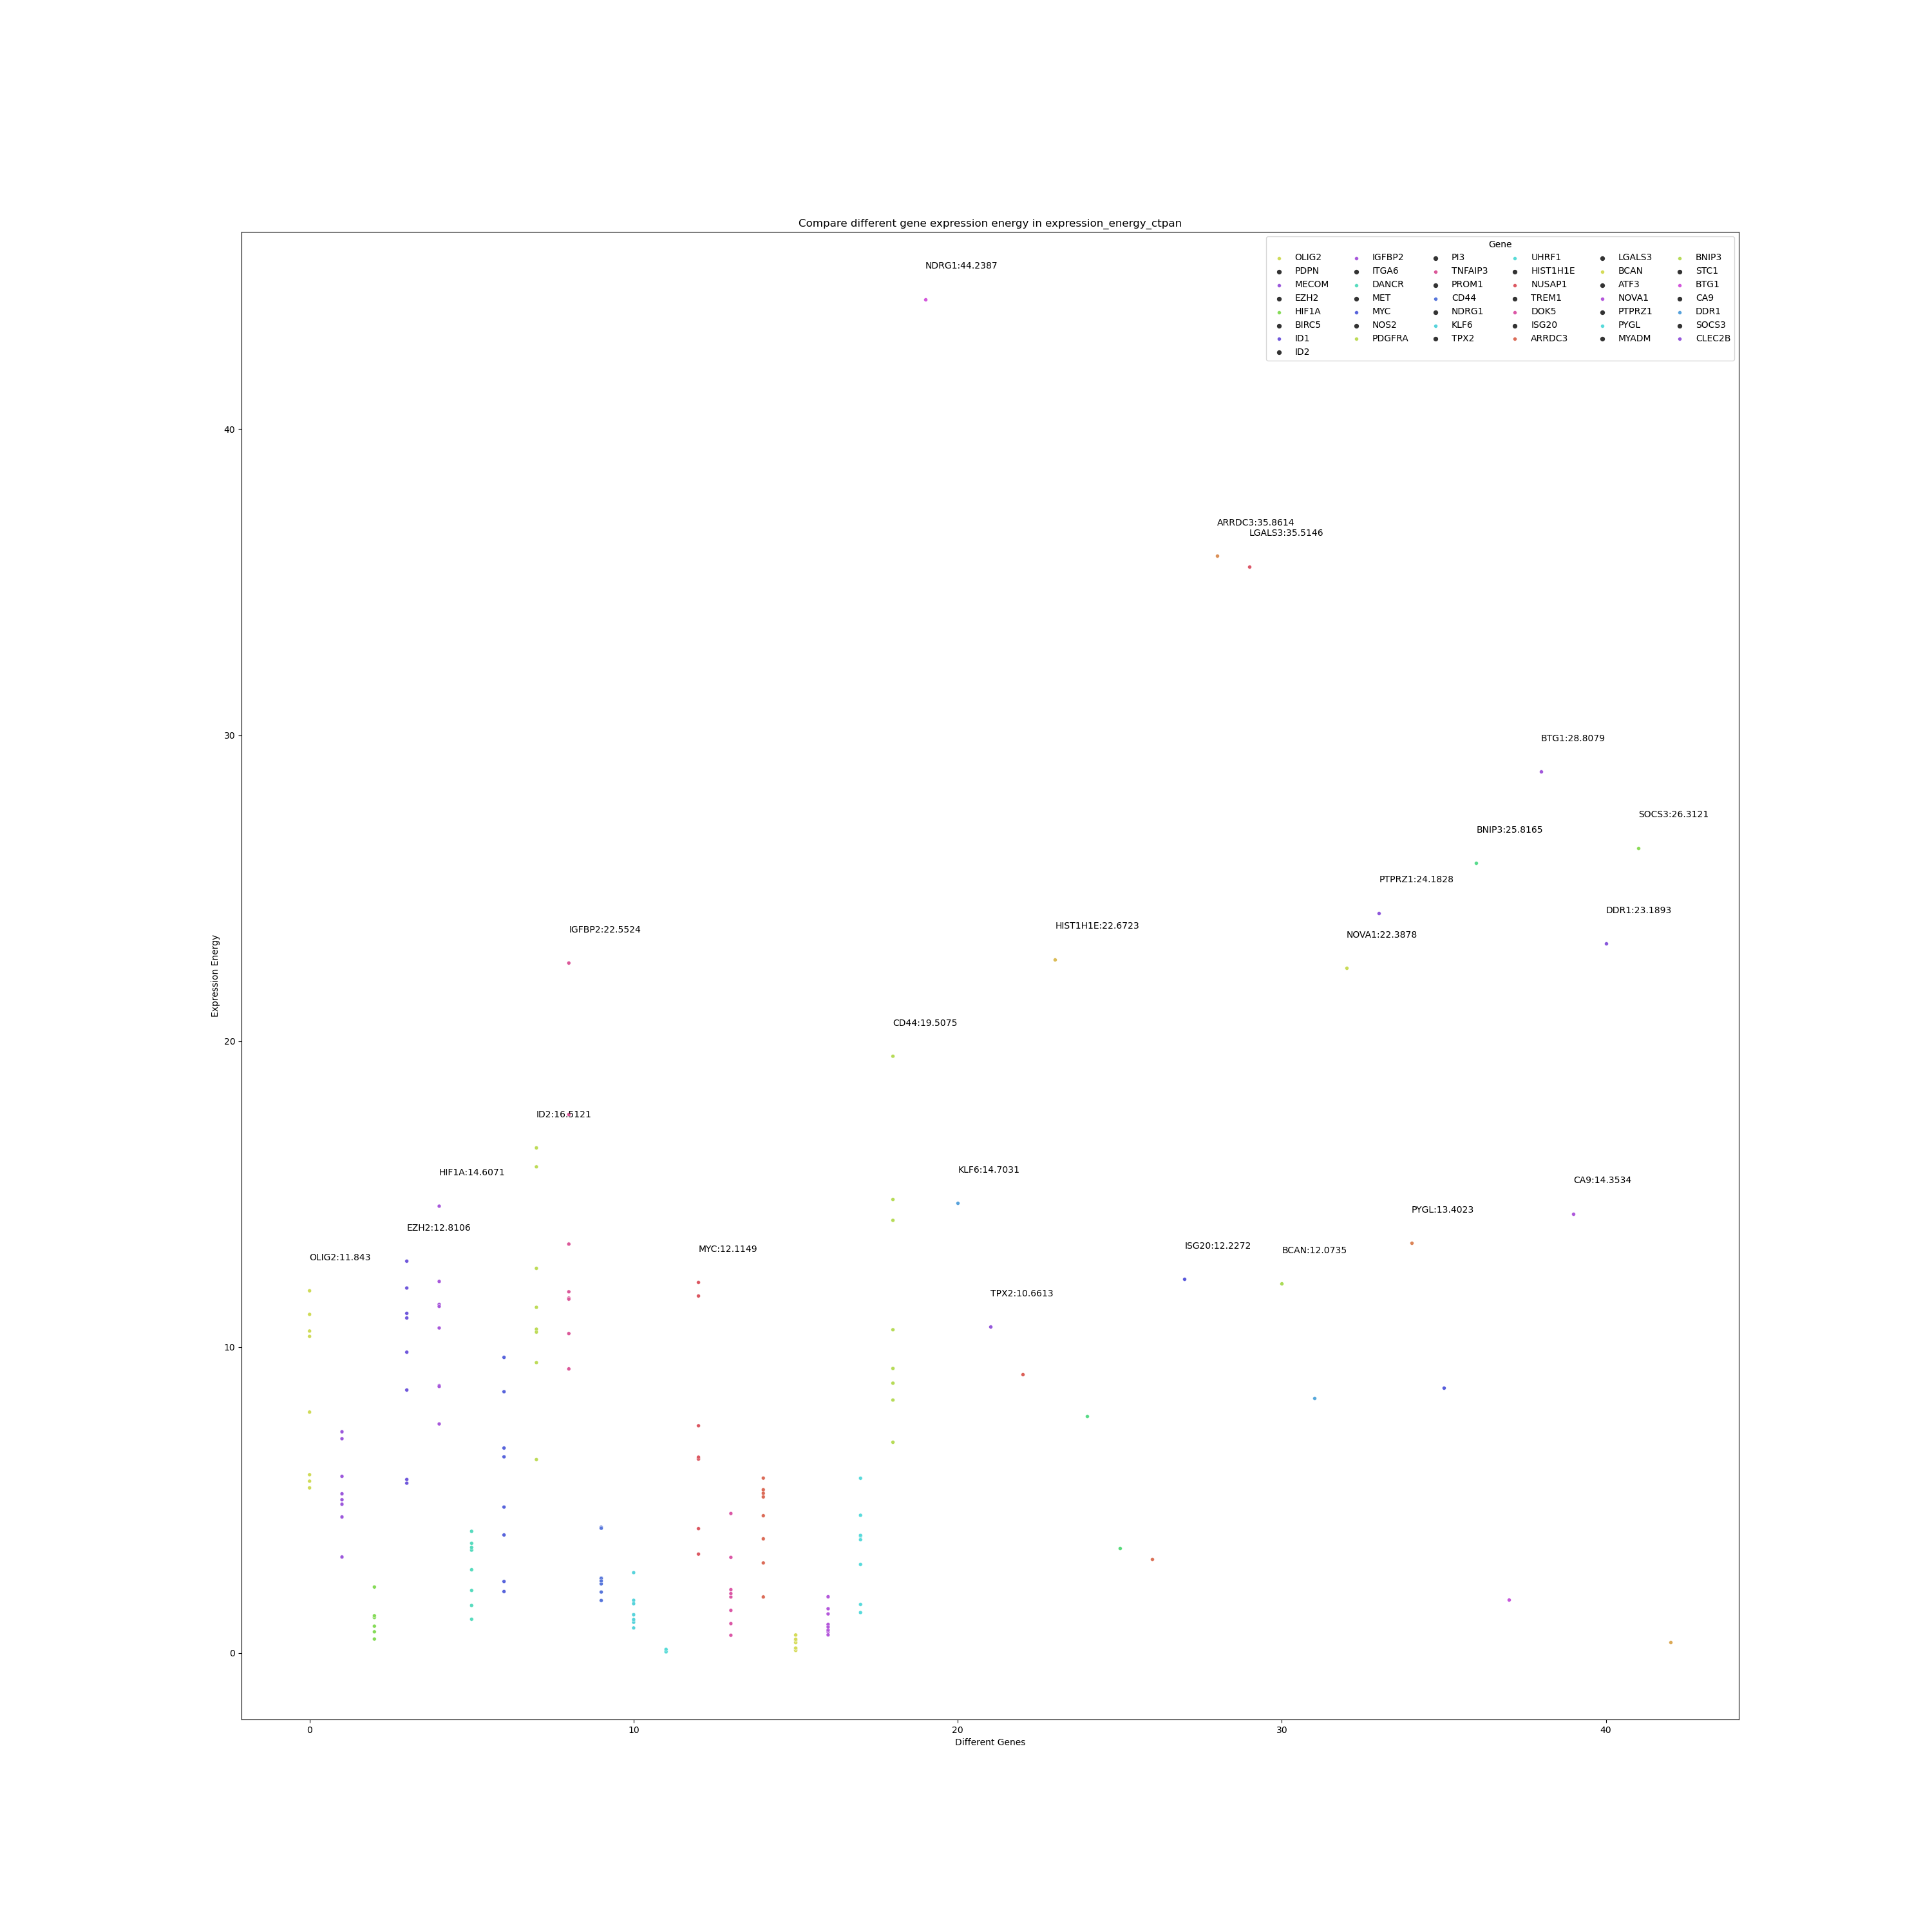 Compare different gene expression energy in expression_energy_ctpan
NDRG1:44.2387
Gene
OLIG2 IGFBP2 PI3 UHRF1 LGALS3 BNIP3
PDPN ITGA6 TNFAIP3 HIST1H1E BCAN STC1
MECOM DANCR PROM1 NUSAP1 ATF3 BTG1
EZH2 MET CD44 TREM1 NOVA1 CA9
HIF1A MYC NDRG1 DOK5 PTPRZ1 DDR1
BIRC5 NOS2 KLF6 ISG20 PYGL SOCS3
ID1 PDGFRA TPX2 ARRDC3 MYADM CLEC2B
ID2
40
ARRDC3:35.8614
LGALS3:35.5146
30
BTG1:28.8079
SOCS3:26.3121
BNIP3:25.8165
PTPRZ1:24.1828
DDR1:23.1893
IGFBP2:22.5524
HIST1H1E:22.6723
NOVA1:22.3878
Expression Energy
20
CD44:19.5075
ID2:16.5121
HIF1A:14.6071
KLF6:14.7031
CA9:14.3534
PYGL:13.4023
EZH2:12.8106
OLIG2:11.843
MYC:12.1149
ISG20:12.2272
BCAN:12.0735
TPX2:10.6613
10
0
0 10 20 30 40
Different Genes